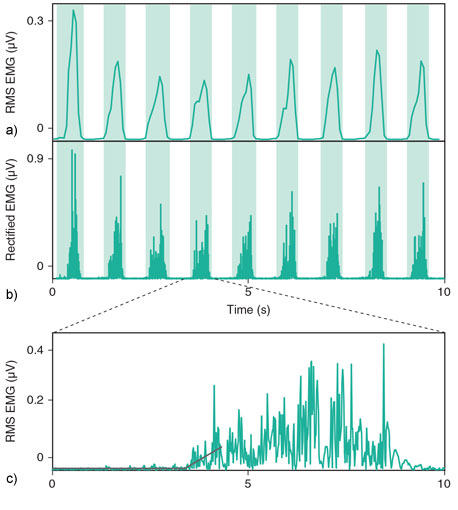 0.3
RMS EMG (µV)
0
a)
0.9
Rectified EMG (µV)
0
b)
0 5 10
Time (s)
0.4
RMS EMG (µV)
0.2
0
c)
0 5 10